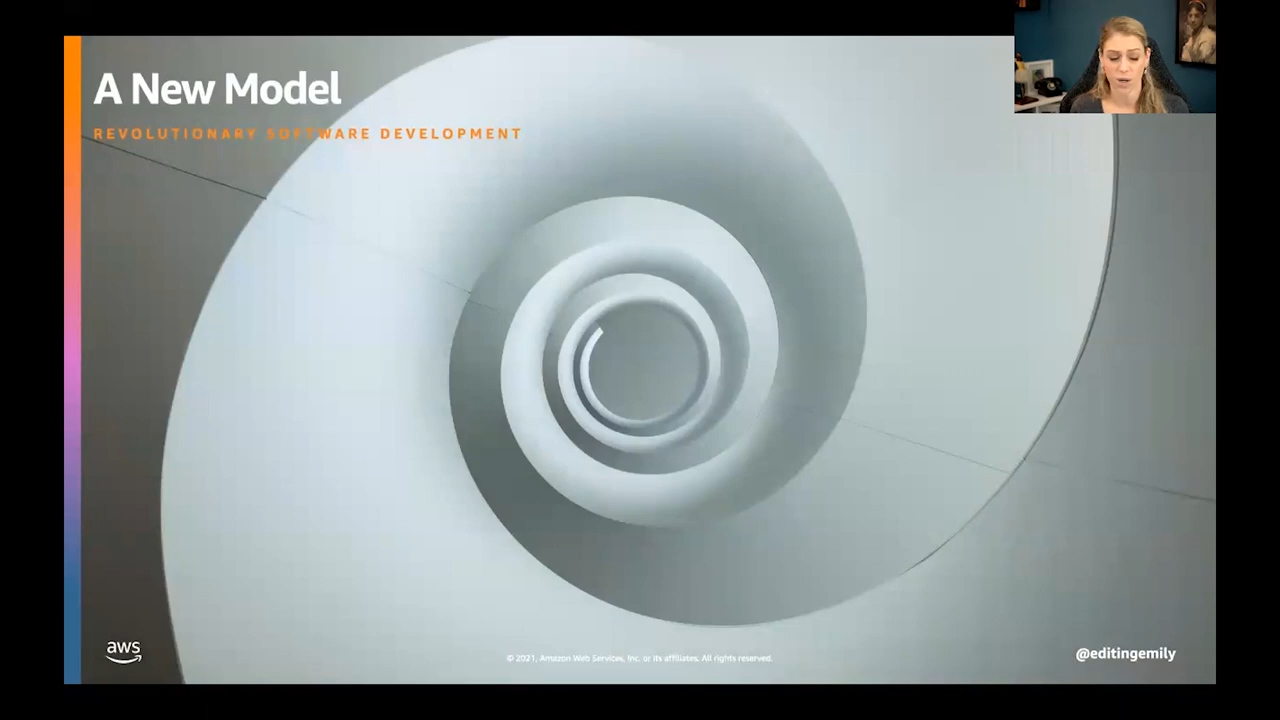 A New Model
REVOLUTIONARY SOFTWARE DEVELOPMENT
aws
© 2021, Amazon Web Services, Inc. or its affiliates. All rights reserved.
@editingemily